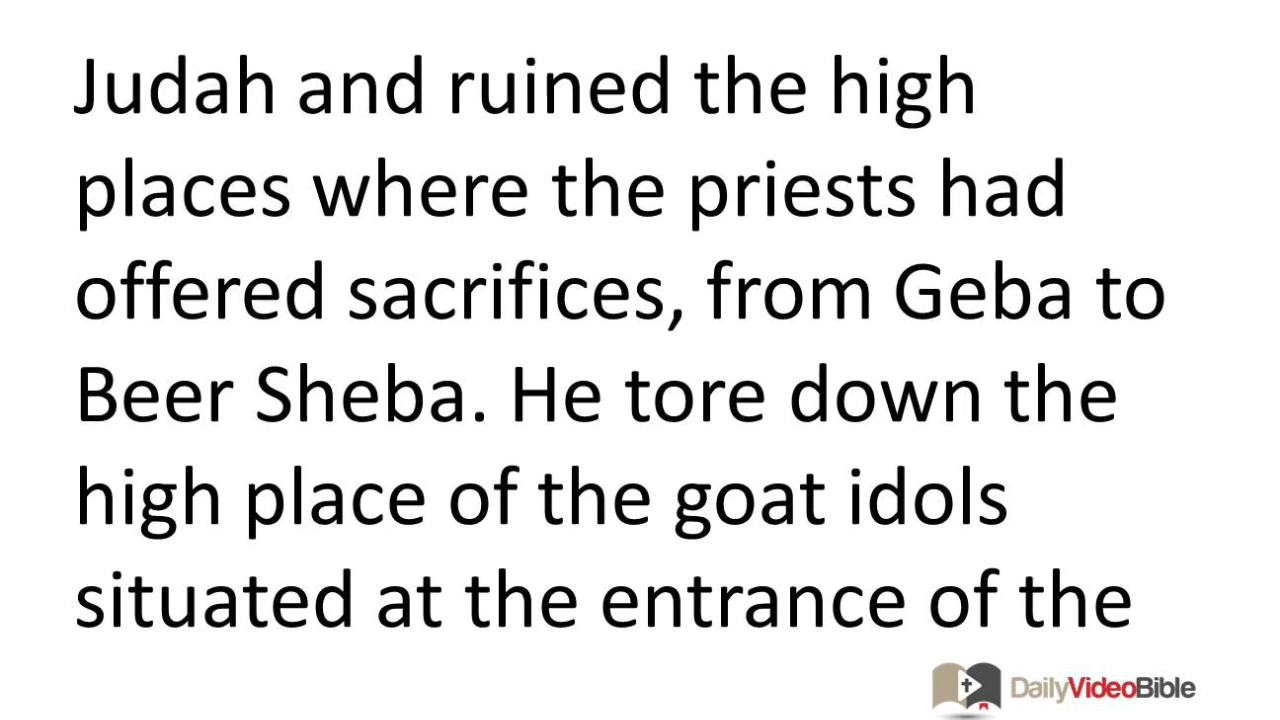 Judah and ruined the high
places where the priests had
offered sacrifices, from Geba to
Beer Sheba. He tore down the
high place of the goat idols
situated at the entrance of the
DailyVideoBible